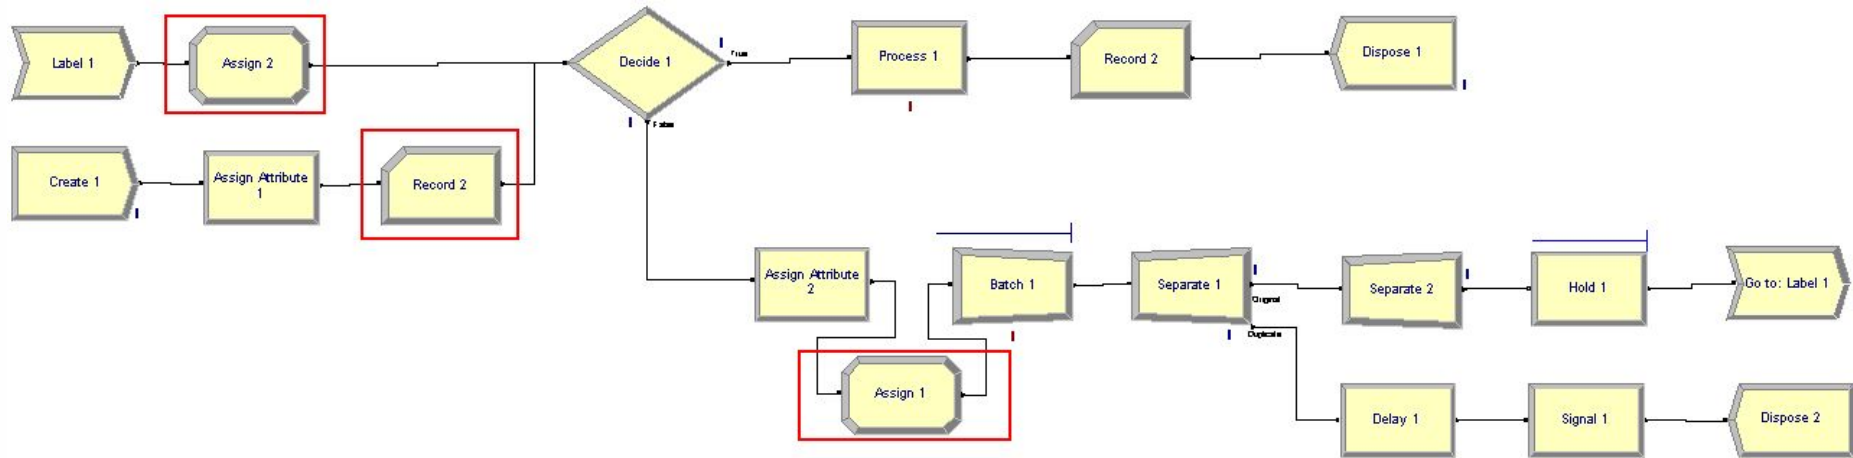 Label 1
Assign 2
Decide 1
True
Process 1
Record 2
Dispose 1
False
Create 1
Assign Attribute
1
Record 2
Assign Attribute
2
Batch 1
Separate 1
Original
Duplicate
Separate 2
Hold 1
Go to: Label 1
Assign 1
Delay 1
Signal 1
Dispose 2